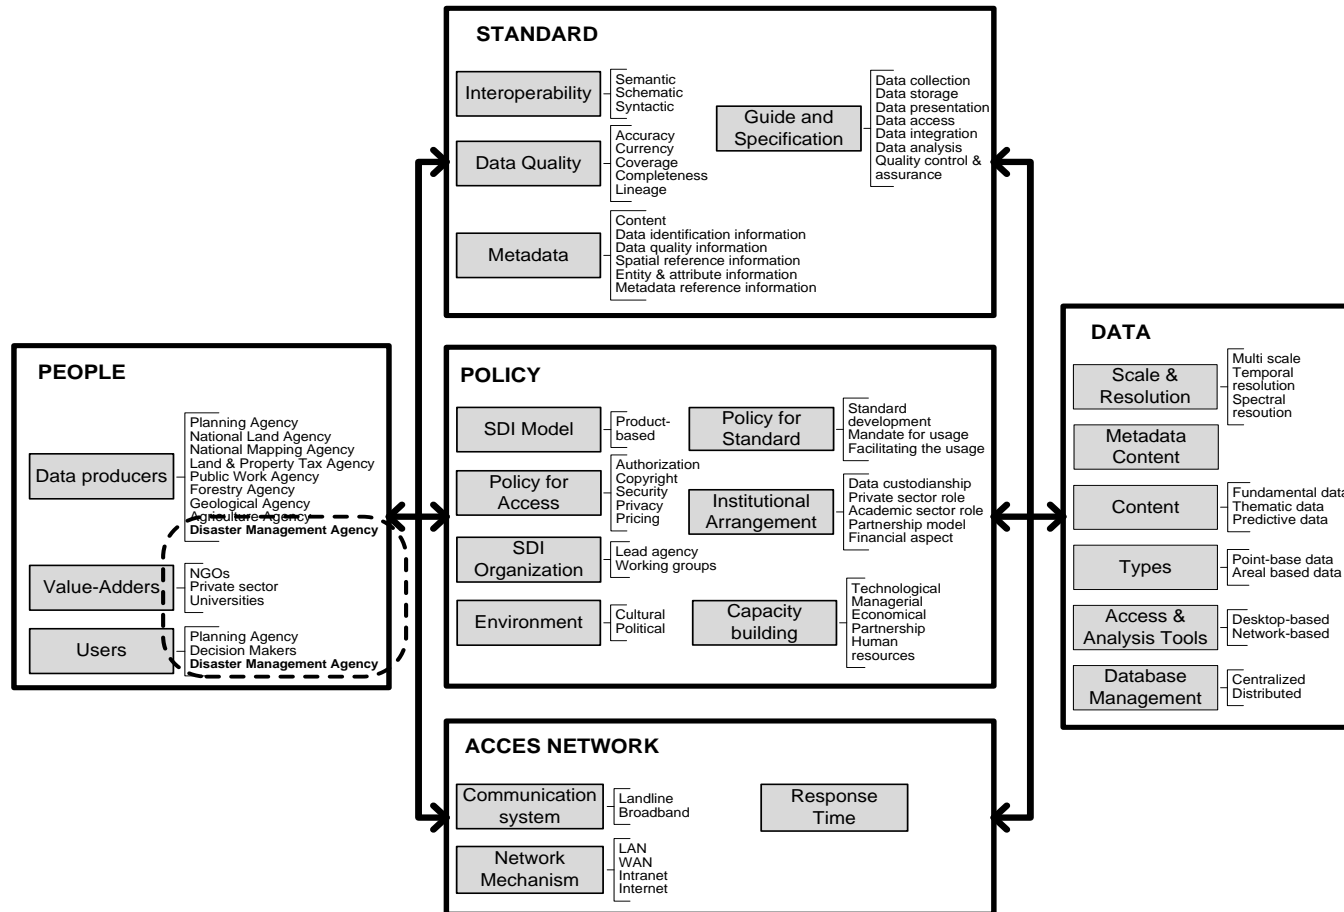 STANDARD
Interoperability
Semantic
Schematic
Syntactic
Data Quality
Accuracy
Currency
Coverage
Completeness
Lineage
Metadata
Content
Data identification information
Data quality information
Spatial reference information
Entity & attribute information
Metadata reference information
Guide and
Specification
Data collection
Data storage
Data presentation
Data access
Data integration
Data analysis
Quality control &
assurance
PEOPLE
Data producers
Planning Agency
National Land Agency
National Mapping Agency
Land & Property Tax Agency
Public Work Agency
Forestry Agency
Geological Agency
Agriculture Agency
Disaster Management Agency
Value-Adders
NGOs
Private sector
Universities
Users
Planning Agency
Decision Makers
Disaster Management Agency
POLICY
SDI Model
Product-
based
Policy for
Access
Authorization
Copyright
Security
Privacy
Pricing
SDI
Organization
Lead agency
Working groups
Environment
Cultural
Political
Policy for
Standard
Standard
development
Mandate for usage
Facilitating the usage
Institutional
Arrangement
Data custodianship
Private sector role
Academic sector role
Partnership model
Financial aspect
Capacity
building
Technological
Managerial
Economical
Partnership
Human
resources
ACCES NETWORK
Communication
system
Landline
Broadband
Network
Mechanism
LAN
WAN
Intranet
Internet
Response
Time
DATA
Scale &
Resolution
Multi scale
Temporal
resolution
Spectral
resoution
Metadata
Content
Content
Fundamental data
Thematic data
Predictive data
Types
Point-base data
Areal based data
Access &
Analysis Tools
Desktop-based
Network-based
Database
Management
Centralized
Distributed